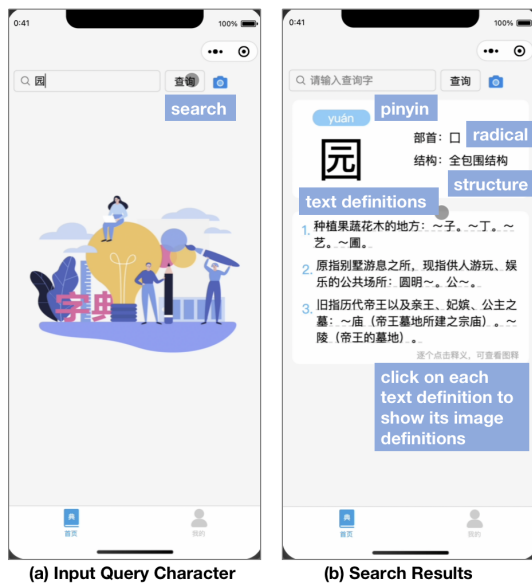 0:41
100%
园
查询
search
字典
首页
我的
(a) Input Query Character
0:41
100%
请输入查询字
查询
yuán
pinyin
园
部首: 囗
radical
结构: 全包围结构
structure
text definitions
1. 种植果蔬花木的地方: ～子。～丁。～
艺。～圃。
2. 原指别墅游息之所，现指供人游玩、娱
乐的公共场所: 圆明～。公～。
3. 旧指历代帝王以及亲王、妃嫔、公主之
墓: ～庙（帝王墓地所建之宗庙）。～
陵（帝王的墓地）。
逐个点击释义，可查看图释
click on each
text definition to
show its image
definitions
典
首页
我的
(b) Search Results